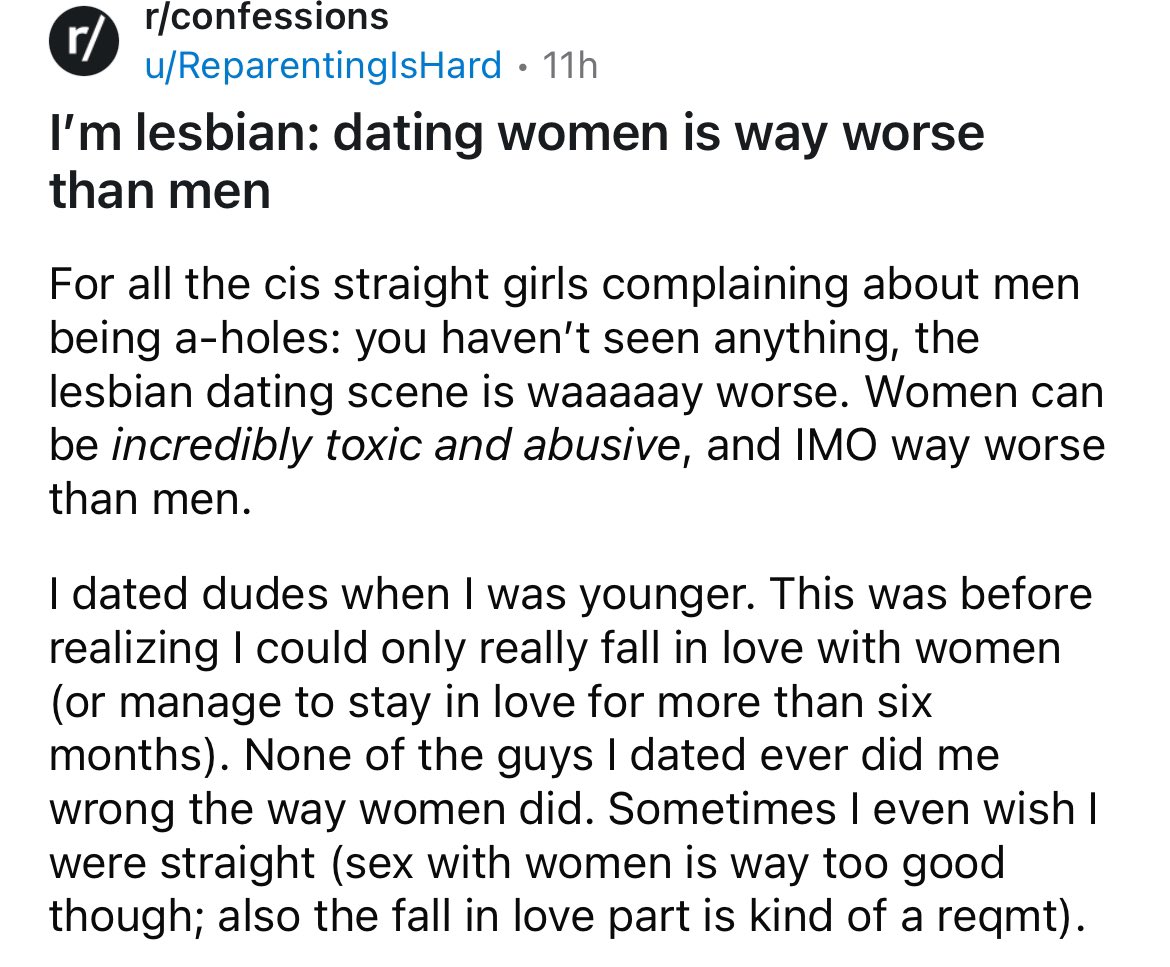 r/
r/confessions
u/ReparentingIsHard • 11h
I’m lesbian: dating women is way worse
than men
For all the cis straight girls complaining about men
being a-holes: you haven’t seen anything, the
lesbian dating scene is waaaaay worse. Women can
be incredibly toxic and abusive, and IMO way worse
than men.
I dated dudes when I was younger. This was before
realizing I could only really fall in love with women
(or manage to stay in love for more than six
months). None of the guys I dated ever did me
wrong the way women did. Sometimes I even wish I
were straight (sex with women is way too good
though; also the fall in love part is kind of a reqmt).